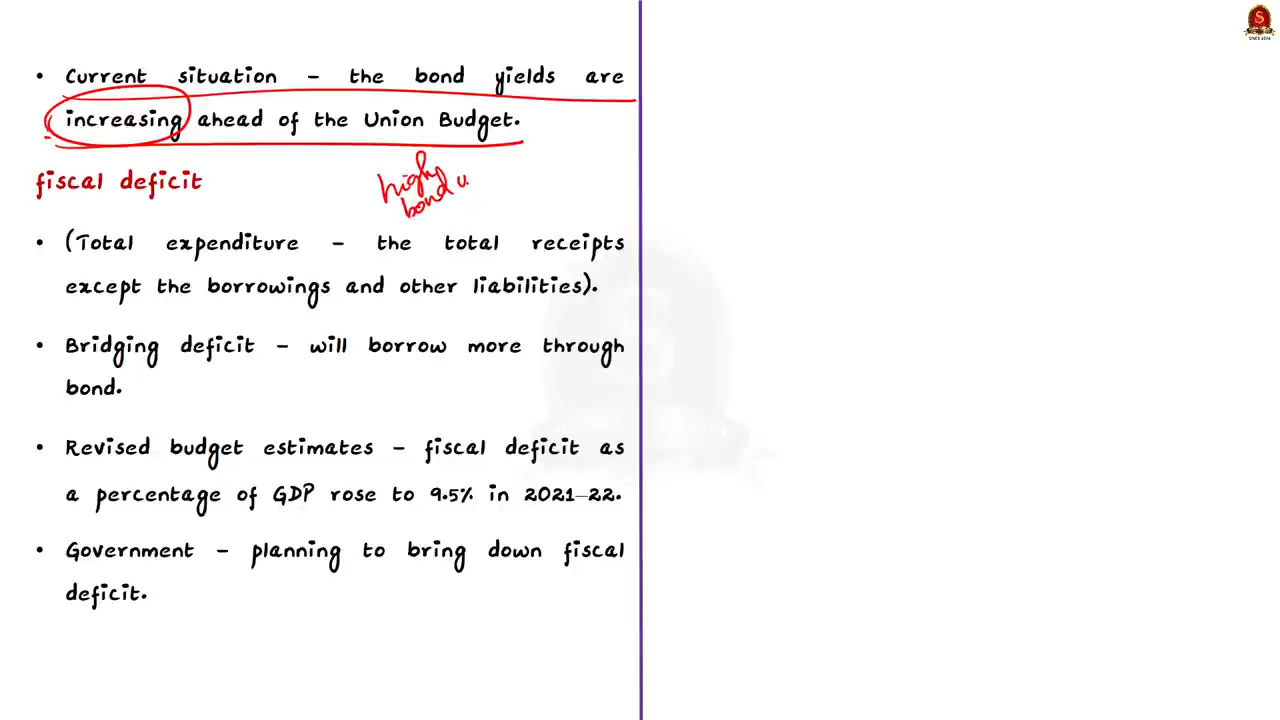 • Current situation – the bond yields are
increasing ahead of the Union Budget.
fiscal deficit
high
bond
• (Total expenditure – the total receipts
except the borrowings and other liabilities).
• Bridging deficit – will borrow more through
bond.
• Revised budget estimates – fiscal deficit as
a percentage of GDP rose to 9.5% in 2021–22.
• Government – planning to bring down fiscal
deficit.